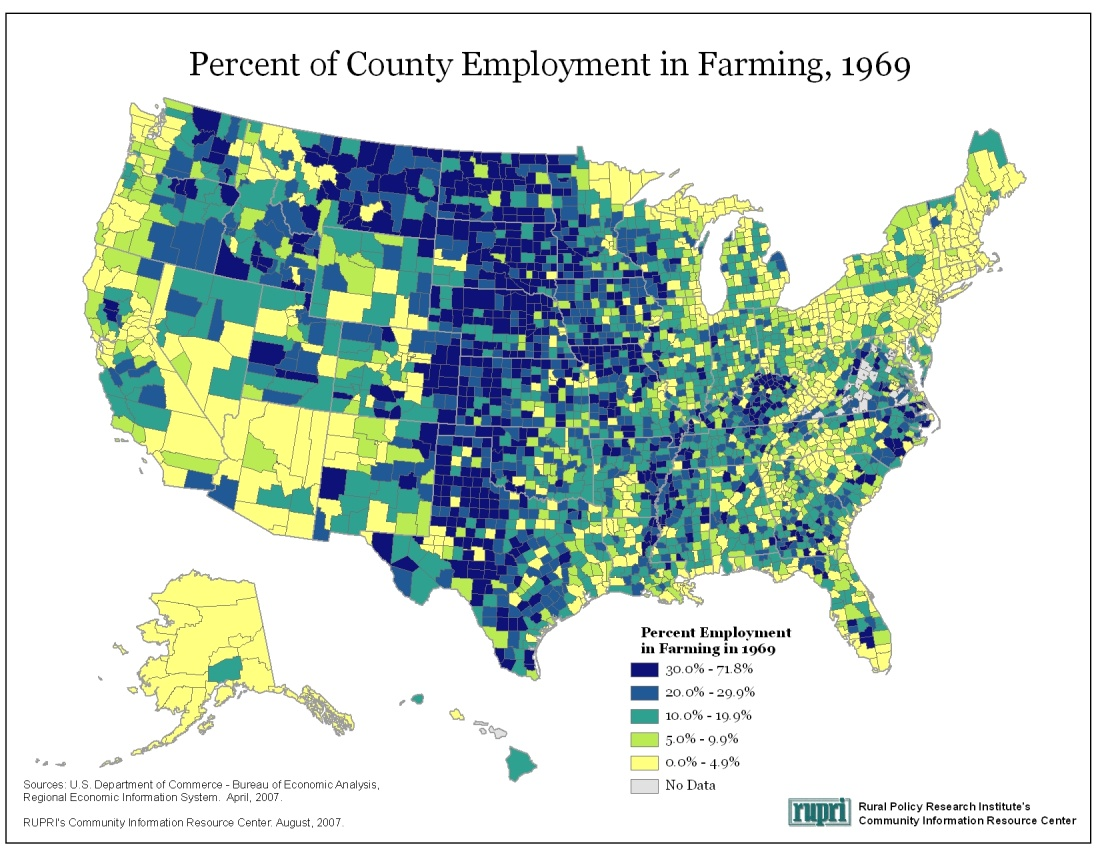 Percent of County Employment in Farming, 1969
Percent Employment
in Farming in 1969
30.0% - 71.8%
20.0% - 29.9%
10.0% - 19.9%
5.0% - 9.9%
0.0% - 4.9%
No Data
Sources: U.S. Department of Commerce - Bureau of Economic Analysis,
Regional Economic Information System. April, 2007.
RUPRI's Community Information Resource Center. August, 2007.
rupri
Rural Policy Research Institute's
Community Information Resource Center